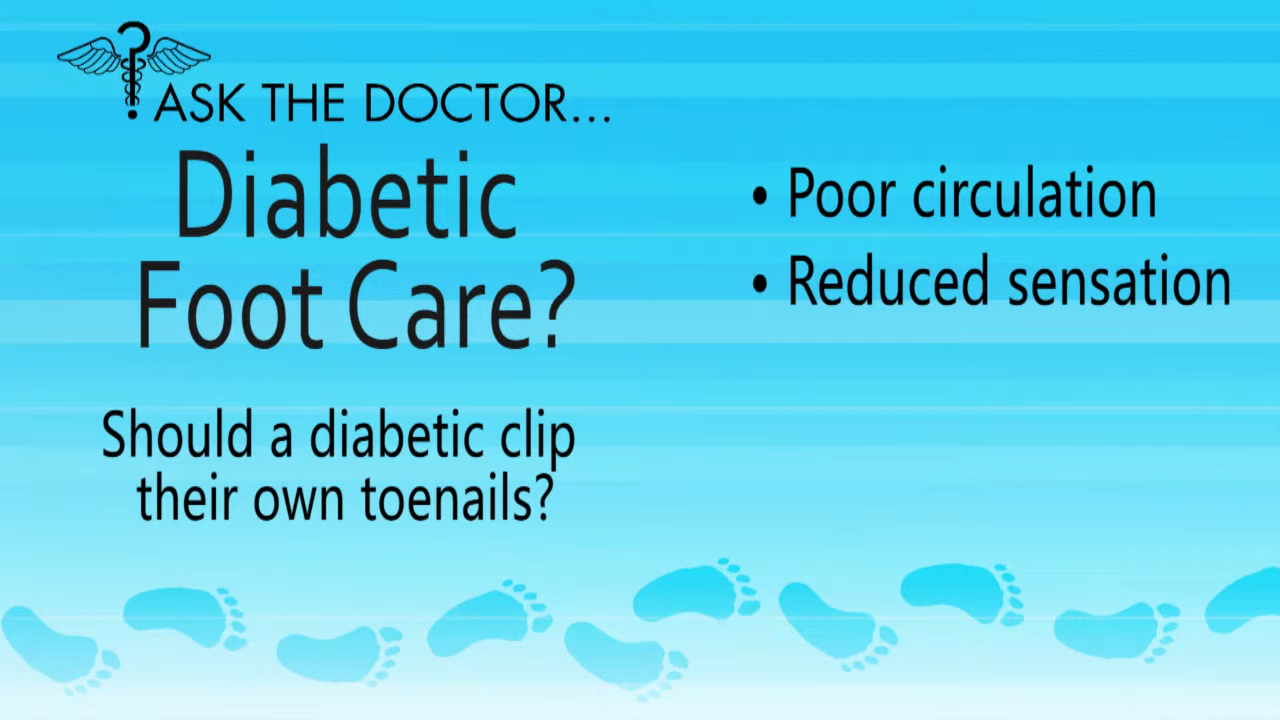 ASK THE DOCTOR...
Diabetic
Foot Care?
Should a diabetic clip
their own toenails?
• Poor circulation
• Reduced sensation